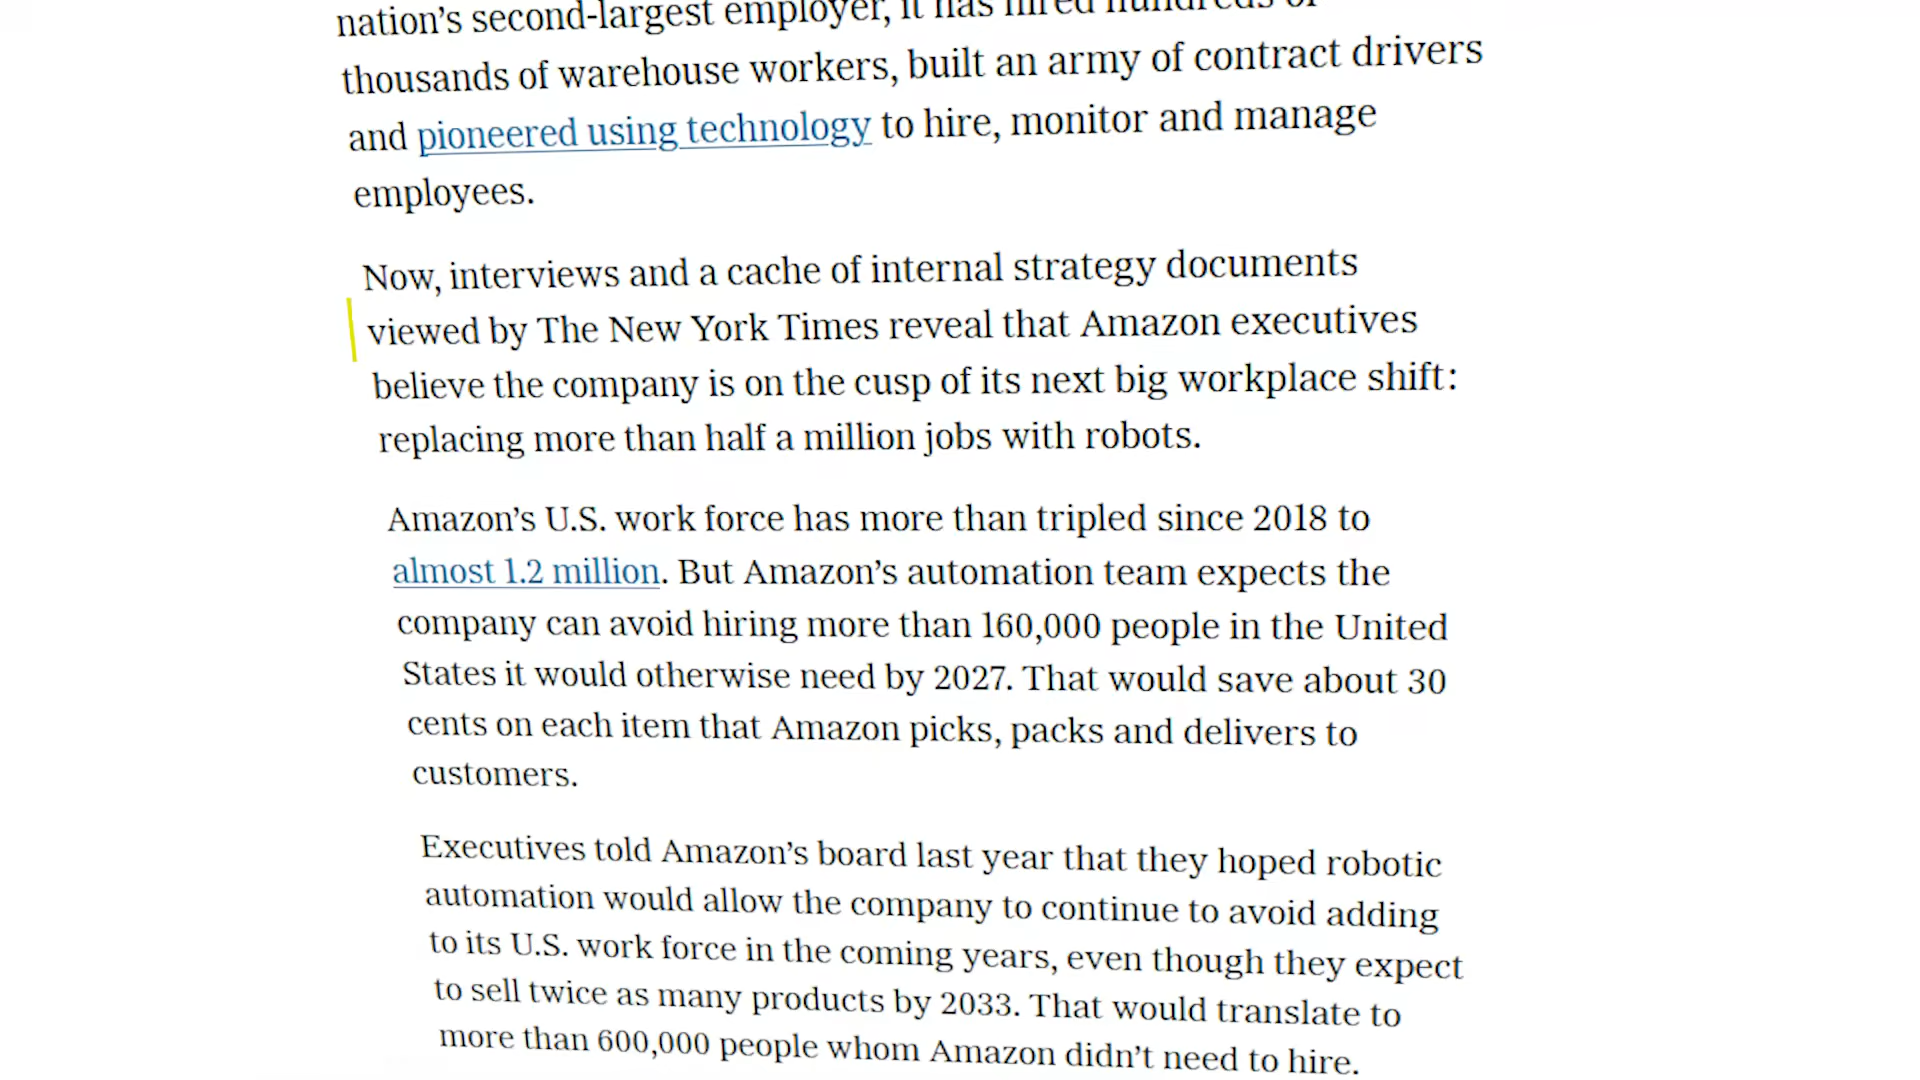 nation’s second-largest employer, it has hired hundreds of
thousands of warehouse workers, built an army of contract drivers
and pioneered using technology to hire, monitor and manage
employees.
Now, interviews and a cache of internal strategy documents
viewed by The New York Times reveal that Amazon executives
believe the company is on the cusp of its next big workplace shift:
replacing more than half a million jobs with robots.
Amazon’s U.S. work force has more than tripled since 2018 to
almost 1.2 million. But Amazon’s automation team expects the
company can avoid hiring more than 160,000 people in the United
States it would otherwise need by 2027. That would save about 30
cents on each item that Amazon picks, packs and delivers to
customers.
Executives told Amazon’s board last year that they hoped robotic
automation would allow the company to continue to avoid adding
to its U.S. work force in the coming years, even though they expect
to sell twice as many products by 2033. That would translate to
more than 600,000 people whom Amazon didn’t need to hire.